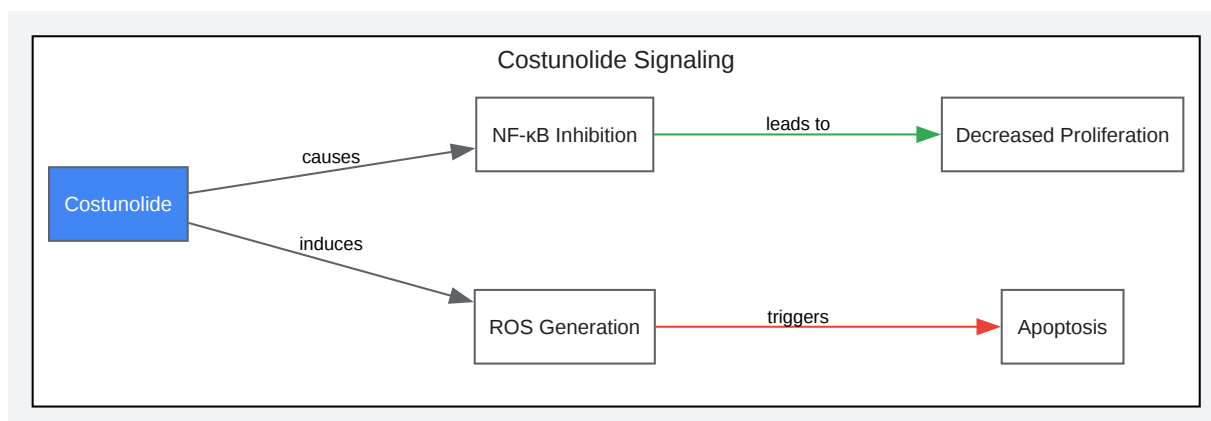 Costunolide Signaling
NF-κB Inhibition
leads to
Decreased Proliferation
causes
Costunolide
induces
ROS Generation
triggers
Apoptosis